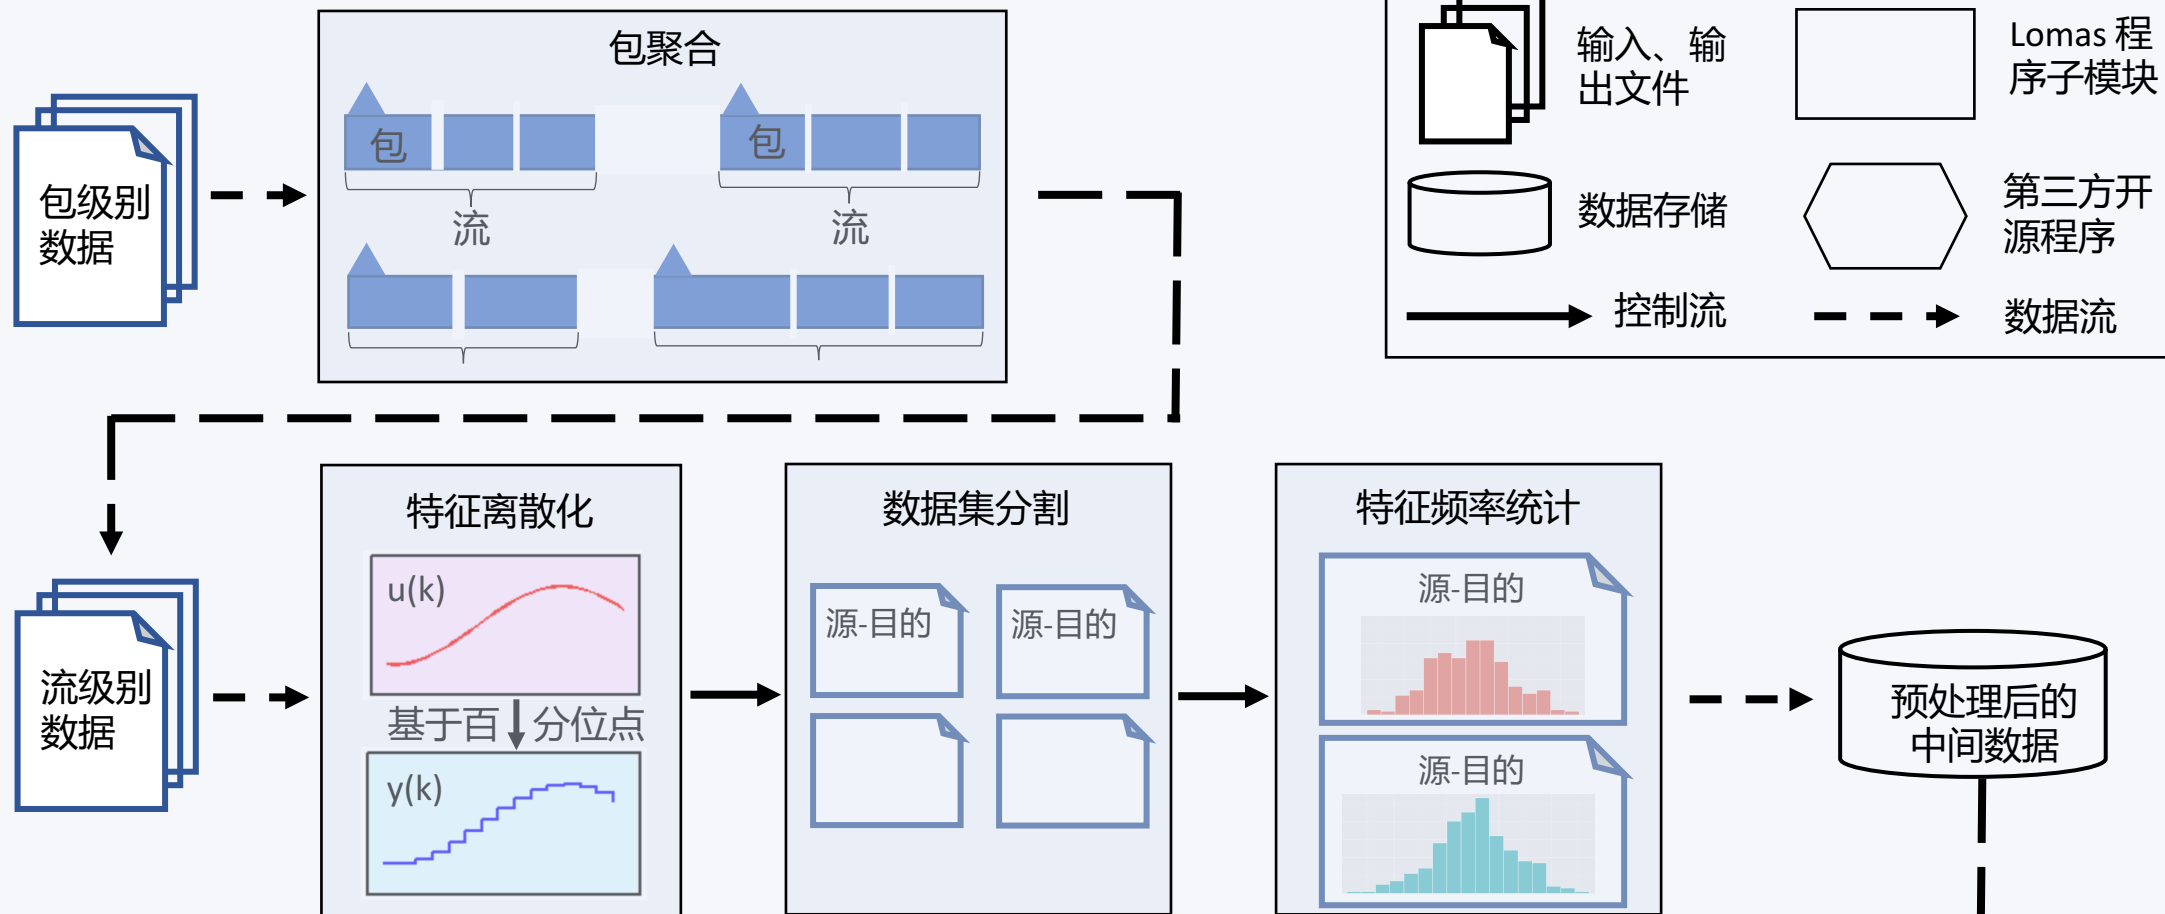 包聚合
包
包
流
流
包级别
数据
输入、输
出文件
Lomas 程
序子模块
数据存储
第三方开
源程序
控制流
数据流
流级别
数据
特征离散化
u(k)
基于百 分位点
y(k)
数据集分割
源-目的
源-目的
特征频率统计
源-目的
源-目的
预处理后的
中间数据